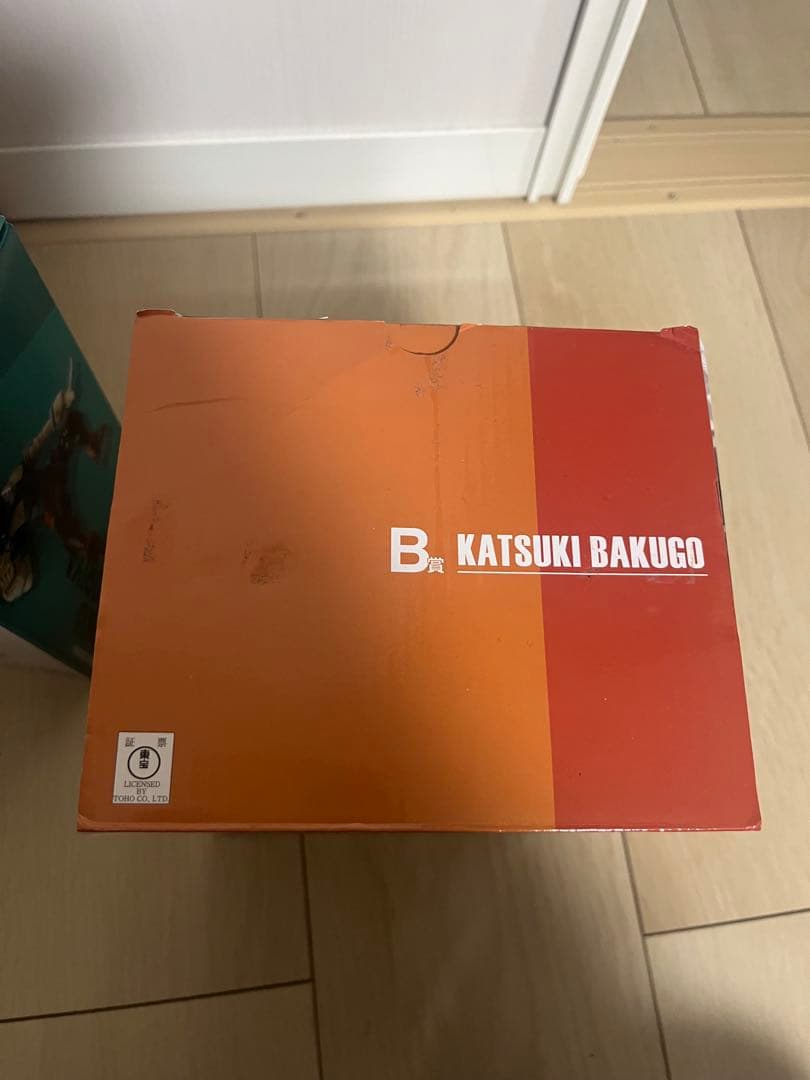 B賞 KATSUKI BAKUGO
証票
東宝
LICENSED
BY
TOHO CO., LTD.